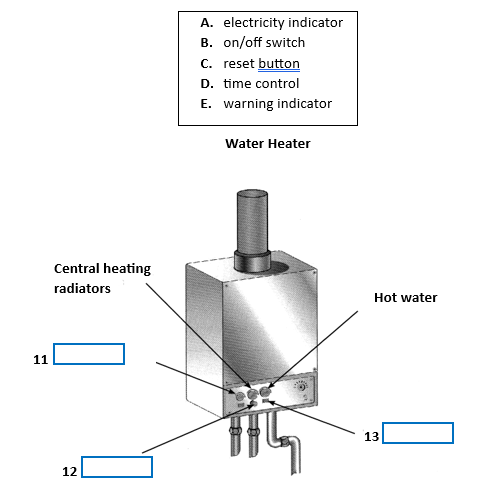 A. electricity indicator
B. on/off switch
C. reset button
D. time control
E. warning indicator
Water Heater
Central heating
radiators
Hot water
11
13
12